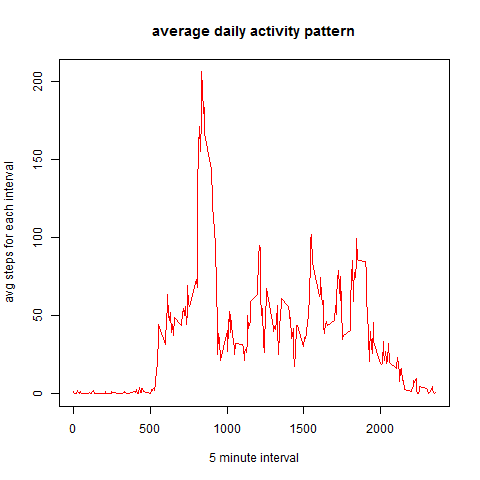 average daily activity pattern
avg steps for each interval
200
150
100
50
0
0 500 1000 1500 2000
5 minute interval